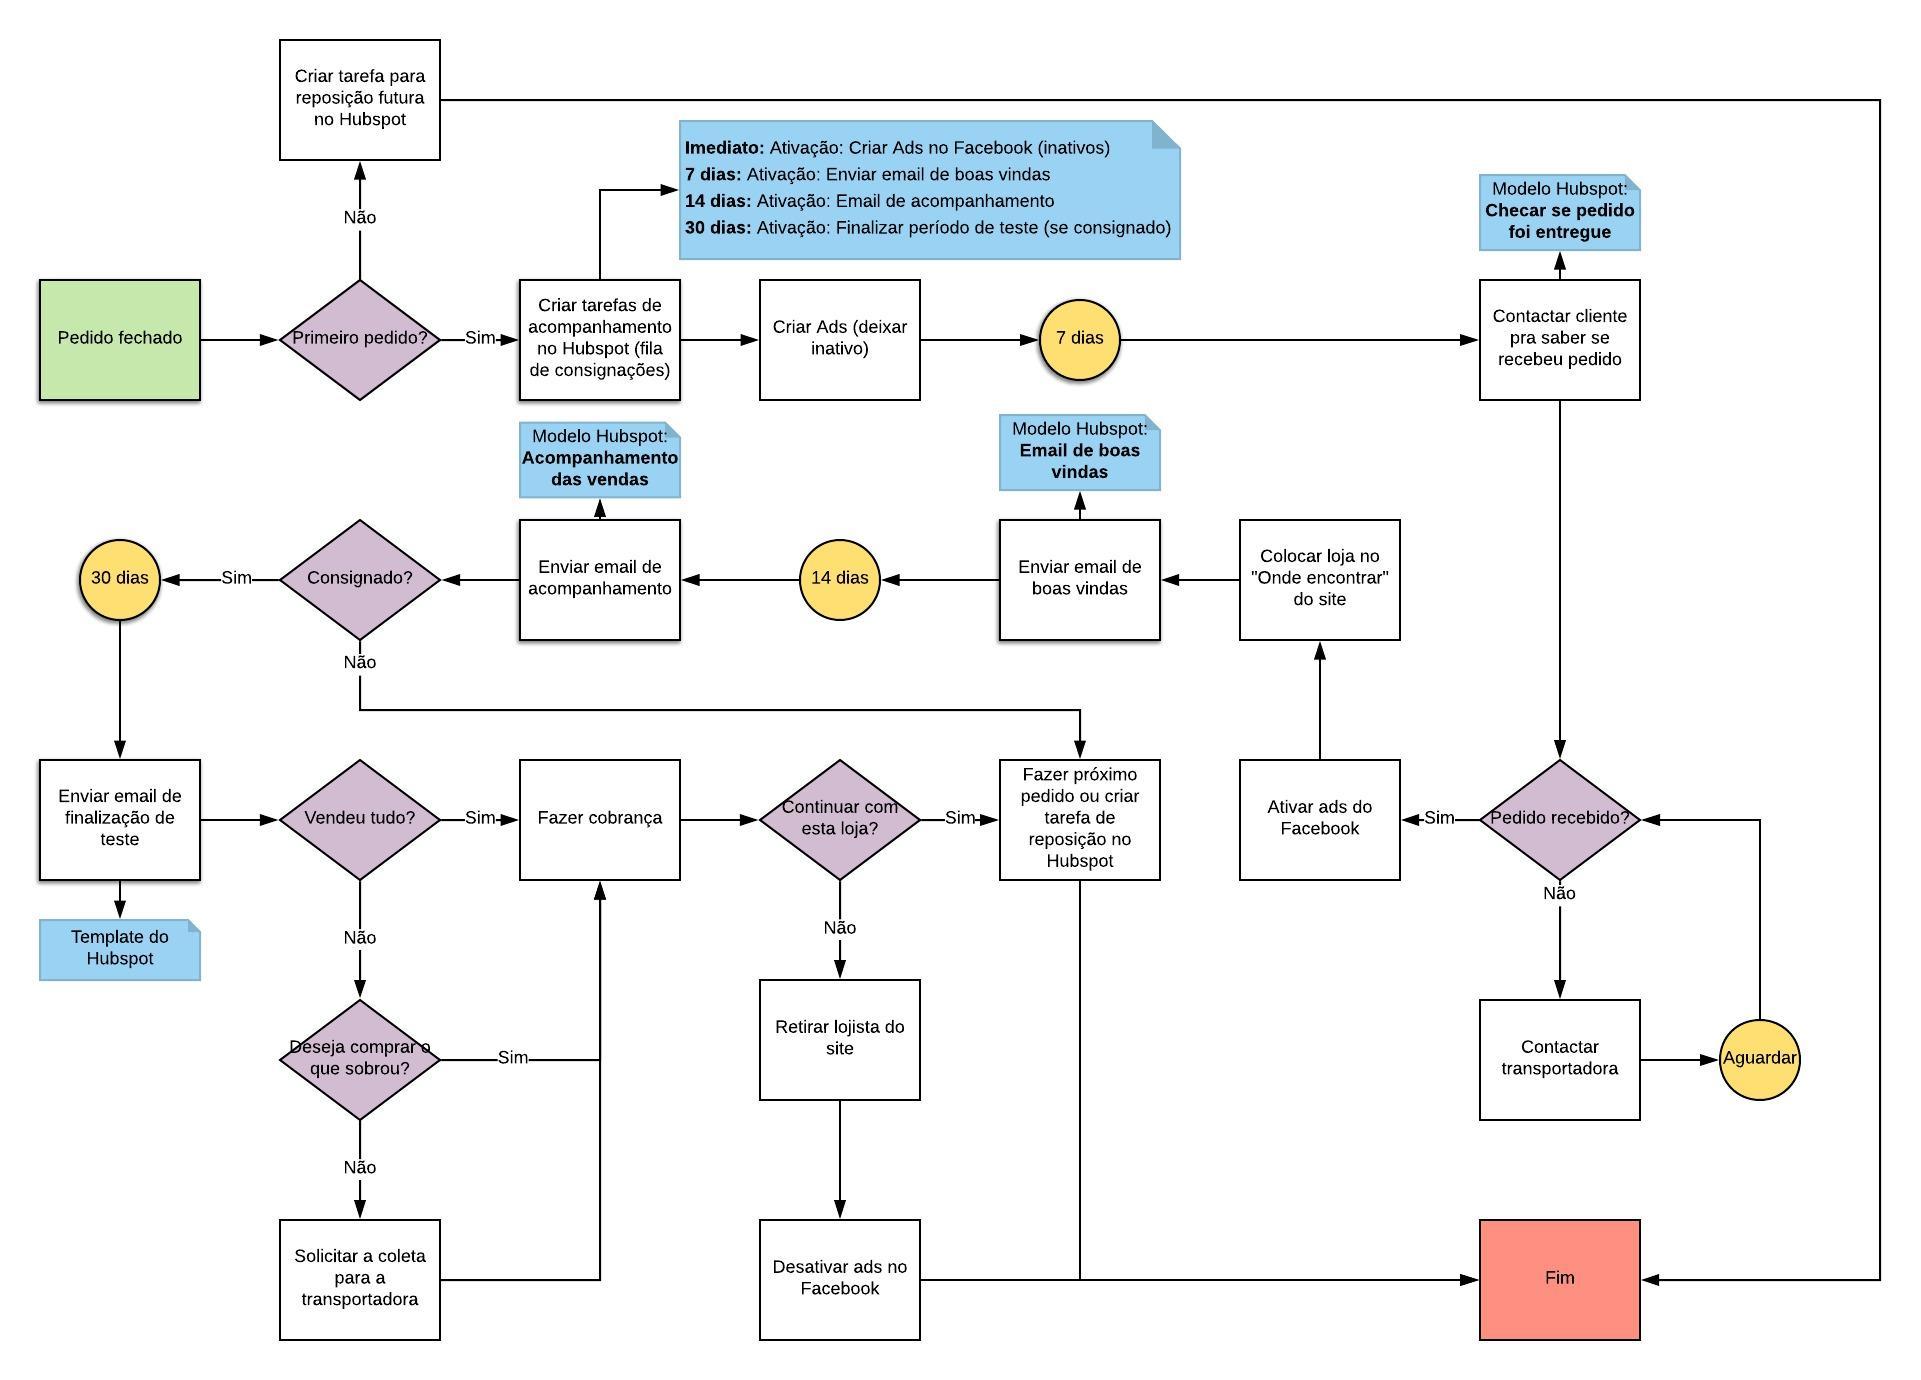 Criar tarefa para
reposição futura
no Hubspot
Imediato: Ativação: Criar Ads no Facebook (inativos)
7 dias: Ativação: Enviar email de boas vindas
14 dias: Ativação: Email de acompanhamento
30 dias: Ativação: Finalizar período de teste (se consignado)
Modelo Hubspot:
Checar se pedido
foi entregue
Não
Pedido fechado
Primeiro pedido?
Sim
Criar tarefas de
acompanhamento
no Hubspot (fila
de consignações)
Criar Ads (deixar
inativo)
7 dias
Contactar cliente
pra saber se
recebeu pedido
Modelo Hubspot:
Acompanhamento
das vendas
Modelo Hubspot:
Email de boas
vindas
30 dias
Sim
Consignado?
Enviar email de
acompanhamento
14 dias
Enviar email de
boas vindas
Colocar loja no
"Onde encontrar"
do site
Não
Enviar email de
finalização de
teste
Vendeu tudo?
Sim
Fazer cobrança
Continuar com
esta loja?
Sim
Fazer próximo
pedido ou criar
tarefa de
reposição no
Hubspot
Ativar ads do
Facebook
Sim
Pedido recebido?
Não
Template do
Hubspot
Não
Não
Deseja comprar o
que sobrou?
Sim
Retirar lojista do
site
Contactar
transportadora
Aguardar
Não
Solicitar a coleta
para a
transportadora
Desativar ads no
Facebook
Fim